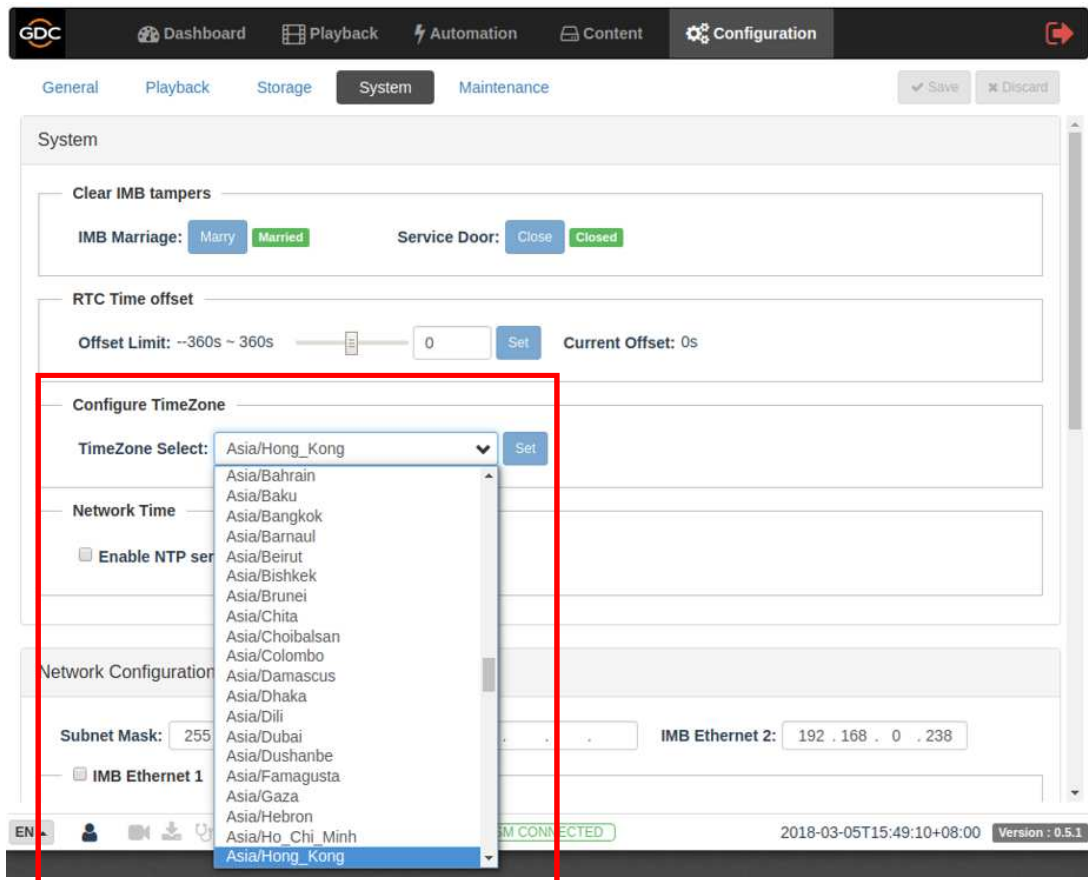 GDC Dashboard Playback Automation Content Configuration
General Playback Storage System Maintenance Save Discard
System
Clear IMB tampers
IMB Marriage: Marry Married Service Door: Close Closed
RTC Time offset
Offset Limit: --360s ~ 360s 0 Set Current Offset: 0s
Configure TimeZone
TimeZone Select: Asia/Hong_Kong Set
Asia/Bahrain
Asia/Baku
Asia/Bangkok
Asia/Barnaul
Asia/Beirut
Asia/Bishkek
Asia/Brunei
Asia/Chita
Asia/Choibalsan
Asia/Colombo
Asia/Damascus
Asia/Dhaka
Asia/Dili
Asia/Dubai
Asia/Dushanbe
Asia/Famagusta
Asia/Gaza
Asia/Hebron
Asia/Ho_Chi_Minh
Asia/Hong_Kong
Network Time
Enable NTP ser
Network Configuration
Subnet Mask: 255 . . IMB Ethernet 2: 192 . 168 . 0 . 238
IMB Ethernet 1
EN SM CONNECTED 2018-03-05T15:49:10+08:00 Version : 0.5.1